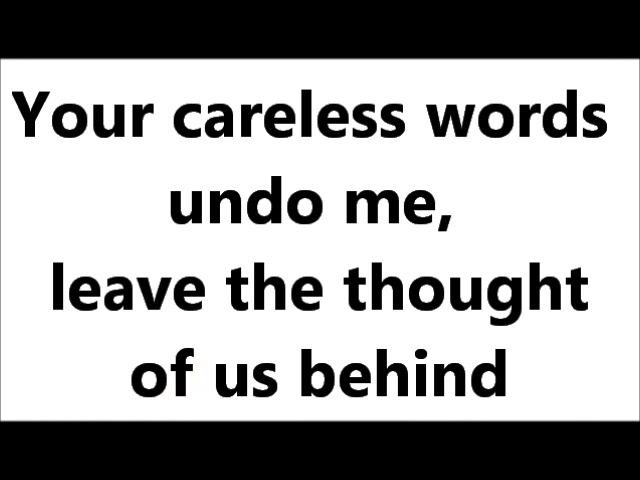 Your careless words
undo me,
leave the thought
of us behind